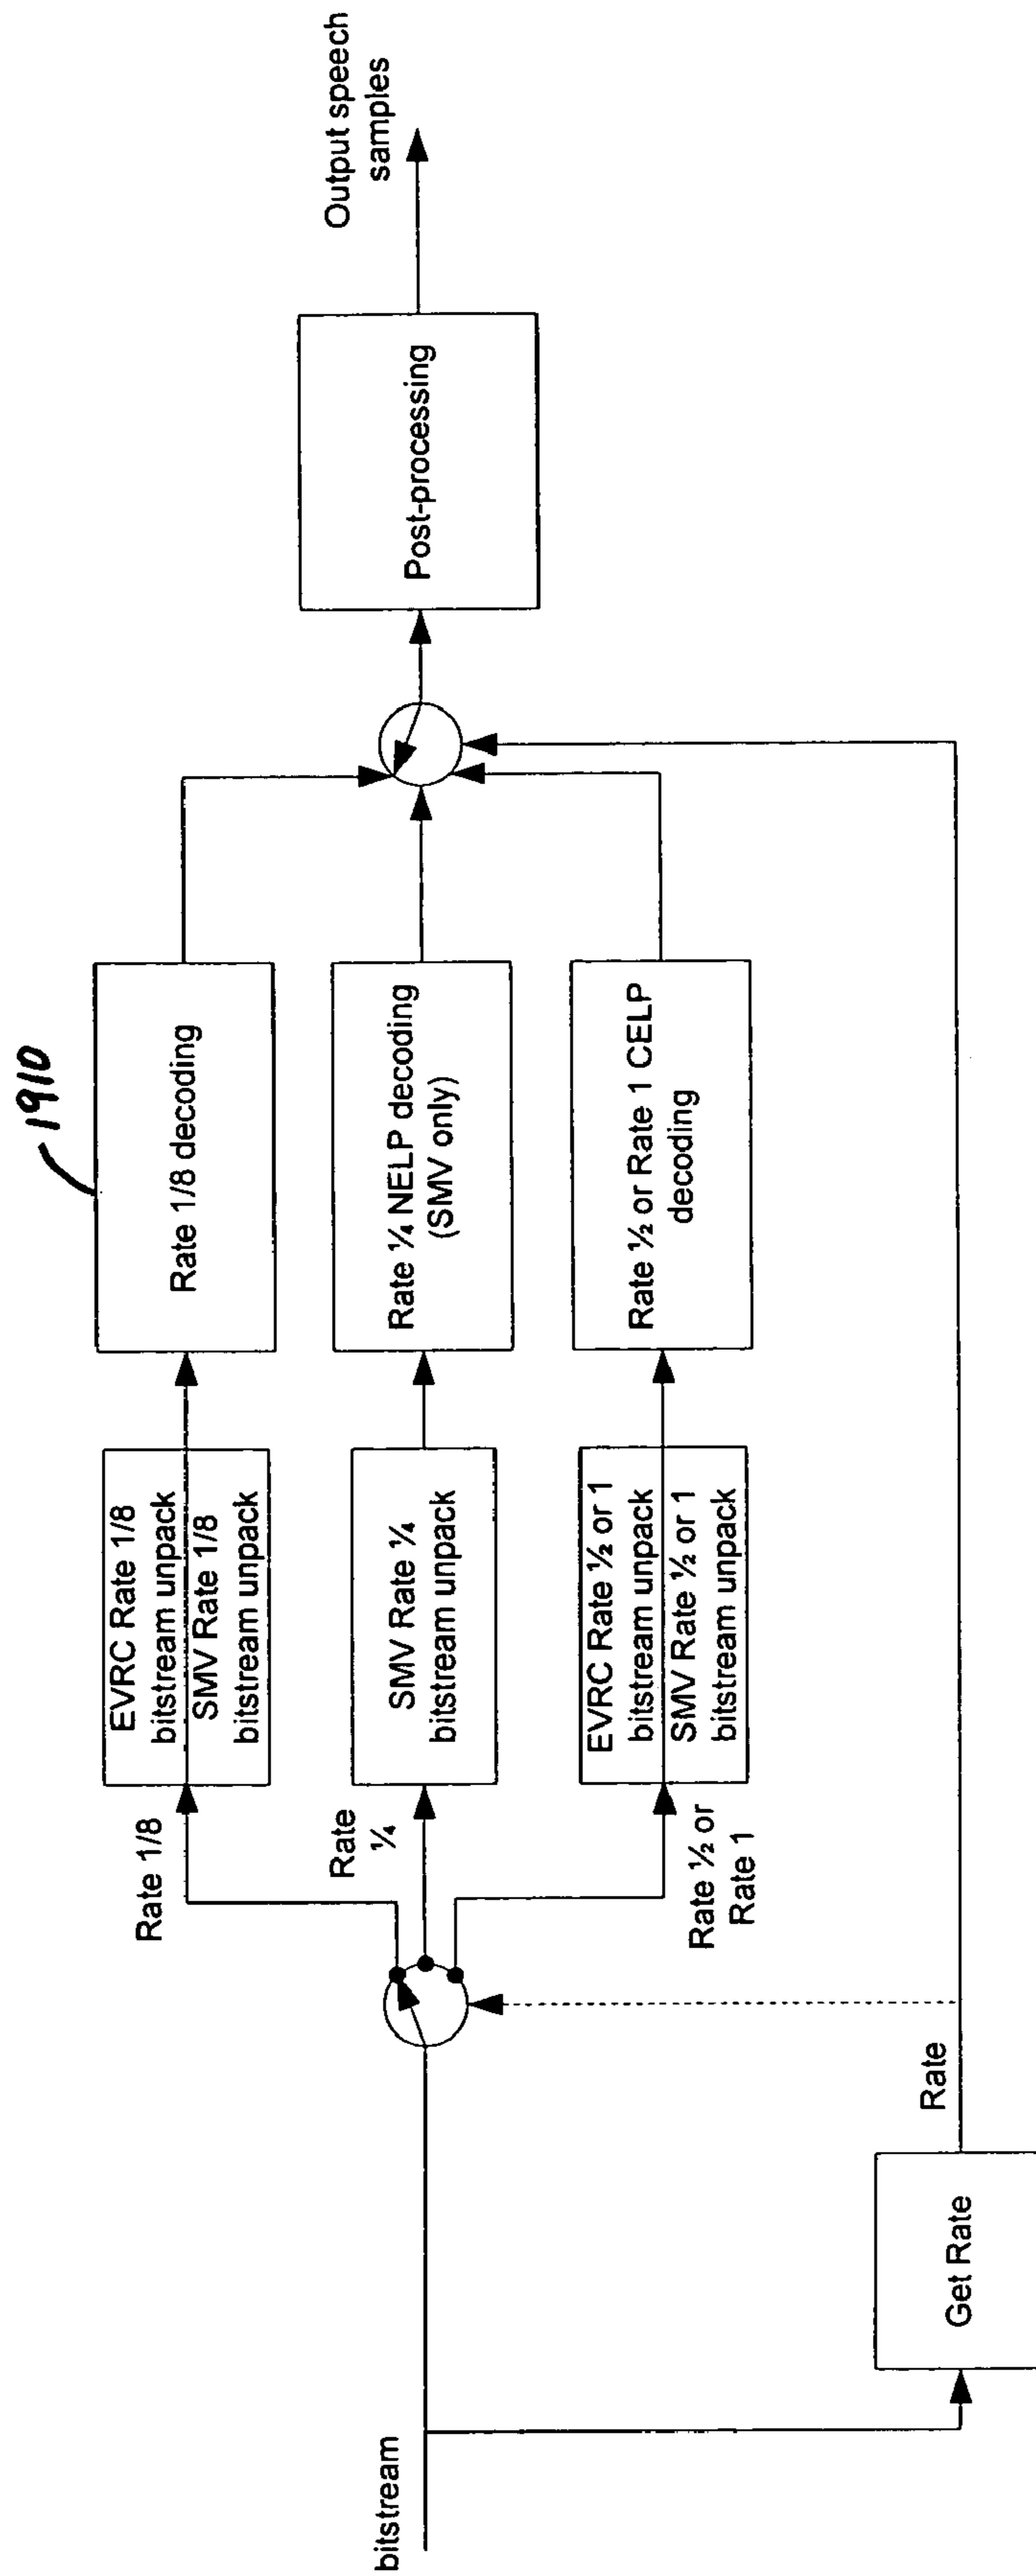 1910
bitstream
Get Rate
Rate
Rate 1/8
Rate
¼
Rate ½ or
Rate 1
EVRC Rate 1/8
bitstream unpack
SMV Rate 1/8
bitstream unpack
SMV Rate ¼
bitstream unpack
EVRC Rate ½ or 1
bitstream unpack
SMV Rate ½ or 1
bitstream unpack
Rate 1/8 decoding
Rate ¼ NELP decoding
(SMV only)
Rate ½ or Rate 1 CELP
decoding
Post-processing
Output speech
samples